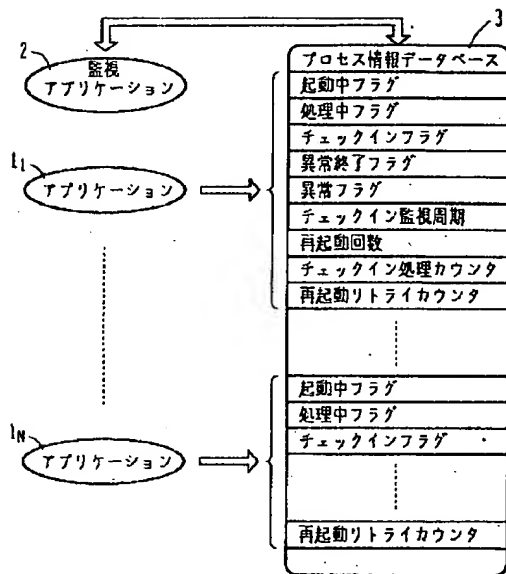 3
プロセス情報データベース
2
監視
アプリケーション
起動中フラグ
処理中フラグ
チェックインフラグ
異常終了フラグ
異常フラグ
チェックイン監視周期
再起動回数
チェックイン処理カウンタ
再起動リトライカウンタ
1₁
アプリケーション
起動中フラグ
処理中フラグ
チェックインフラグ
再起動リトライカウンタ
1N
アプリケーション